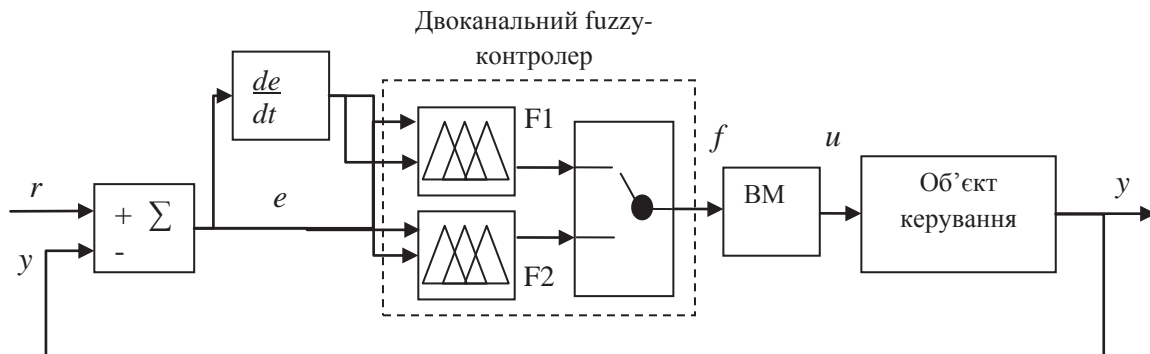 Двоканальний fuzzy-
контролер
de
dt
F1
f
u
r
+ Σ
-
e
ВМ
Об’єкт
керування
y
y
F2